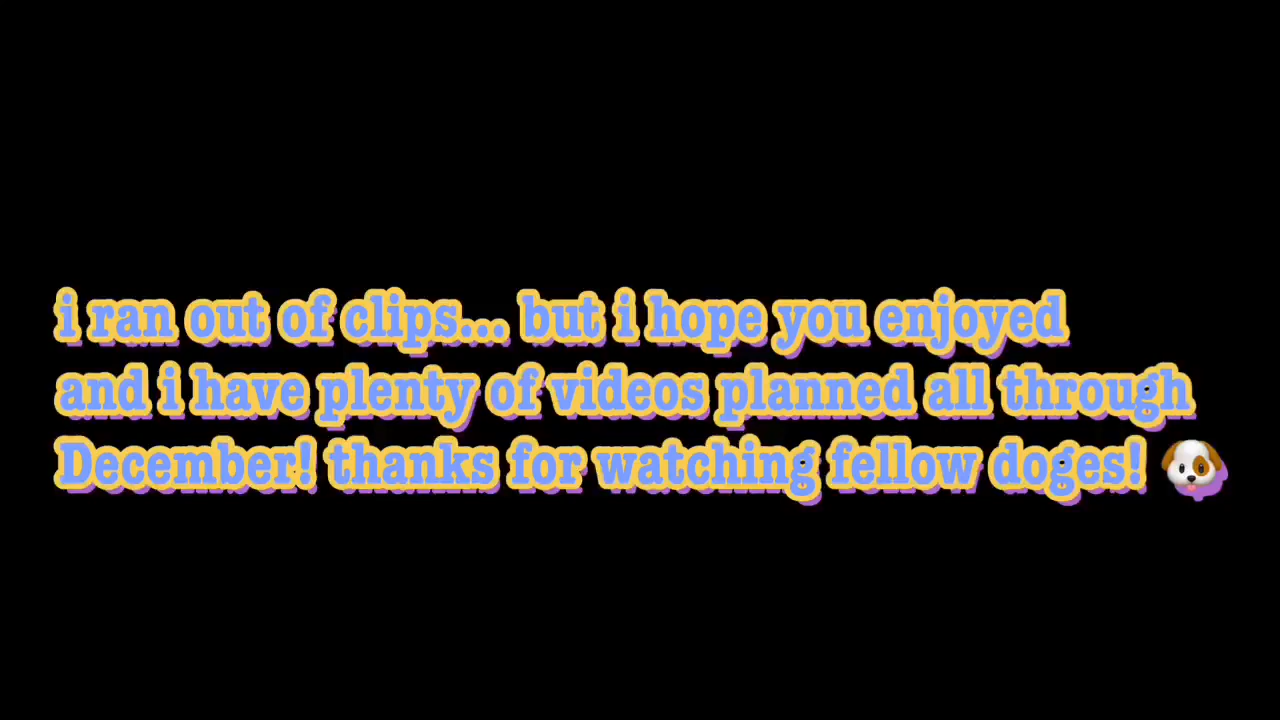 i ran out of clips... but i hope you enjoyed
and i have plenty of videos planned all through
December! thanks for watching fellow doges! 🐶